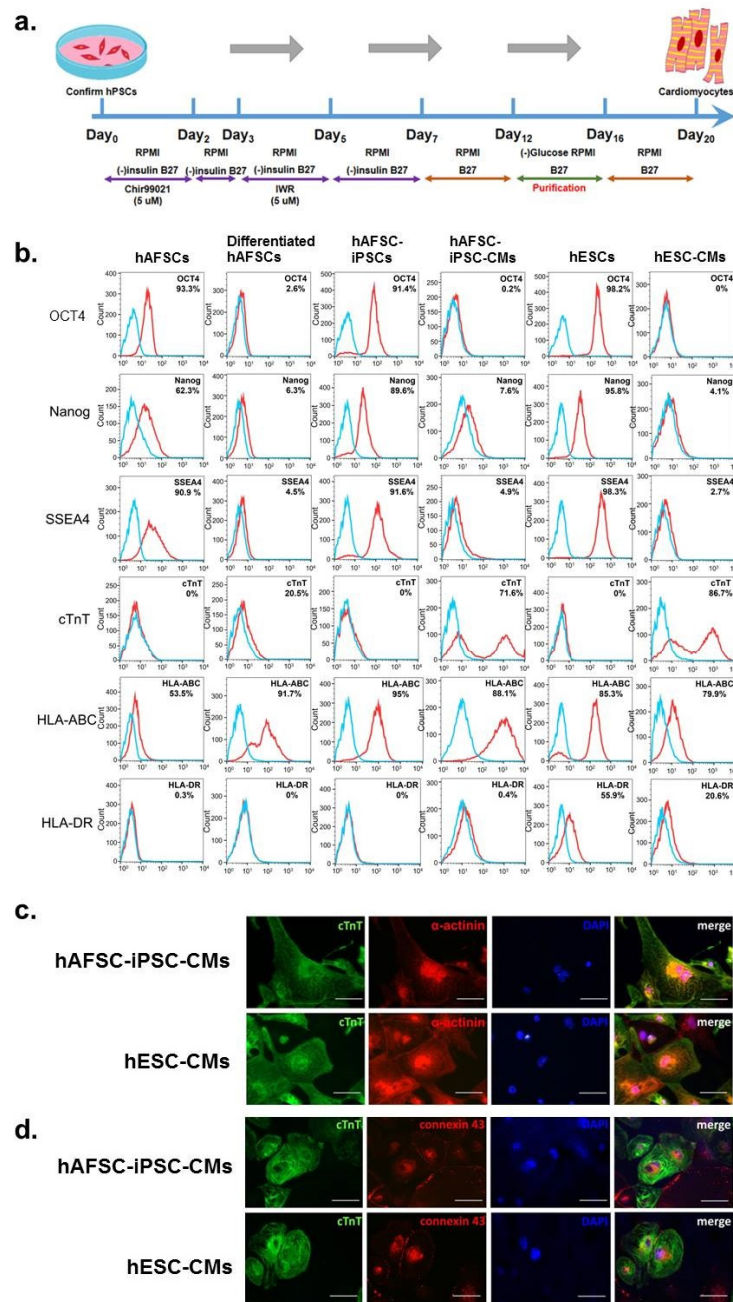 a.
Confirm hPSCs
Cardiomyocytes
Day0 Day2 Day3 Day5 Day7 Day12 Day16 Day20
RPMI RPMI RPMI RPMI RPMI (-)Glucose RPMI RPMI
(-)insulin B27 (-)insulin B27 (-)insulin B27 (-)insulin B27 B27 B27 B27
Chir99021 IWR Purification
(5 uM) (5 uM)
b.
hAFSCs Differentiated hAFSCs hAFSC-iPSCs hAFSC-iPSC-CMs hESCs hESC-CMs
OCT4
OCT4 OCT4 OCT4 OCT4 OCT4 OCT4
93.3% 2.6% 91.4% 0.2% 98.2% 0%
Nanog
Nanog Nanog Nanog Nanog Nanog Nanog
62.3% 6.3% 89.6% 7.6% 95.8% 4.1%
SSEA4
SSEA4 SSEA4 SSEA4 SSEA4 SSEA4 SSEA4
90.9 % 4.5% 91.6% 4.9% 98.3% 2.7%
cTnT
cTnT cTnT cTnT cTnT cTnT cTnT
0% 20.5% 0% 71.6% 0% 86.7%
HLA-ABC
HLA-ABC HLA-ABC HLA-ABC HLA-ABC HLA-ABC HLA-ABC
53.5% 91.7% 95% 88.1% 85.3% 79.9%
HLA-DR
HLA-DR HLA-DR HLA-DR HLA-DR HLA-DR HLA-DR
0.3% 0% 0% 0.4% 55.9% 20.6%
c.
hAFSC-iPSC-CMs
cTnT α-actinin DAPI merge
hESC-CMs
cTnT α-actinin DAPI merge
d.
hAFSC-iPSC-CMs
cTnT connexin 43 DAPI merge
hESC-CMs
cTnT connexin 43 DAPI merge